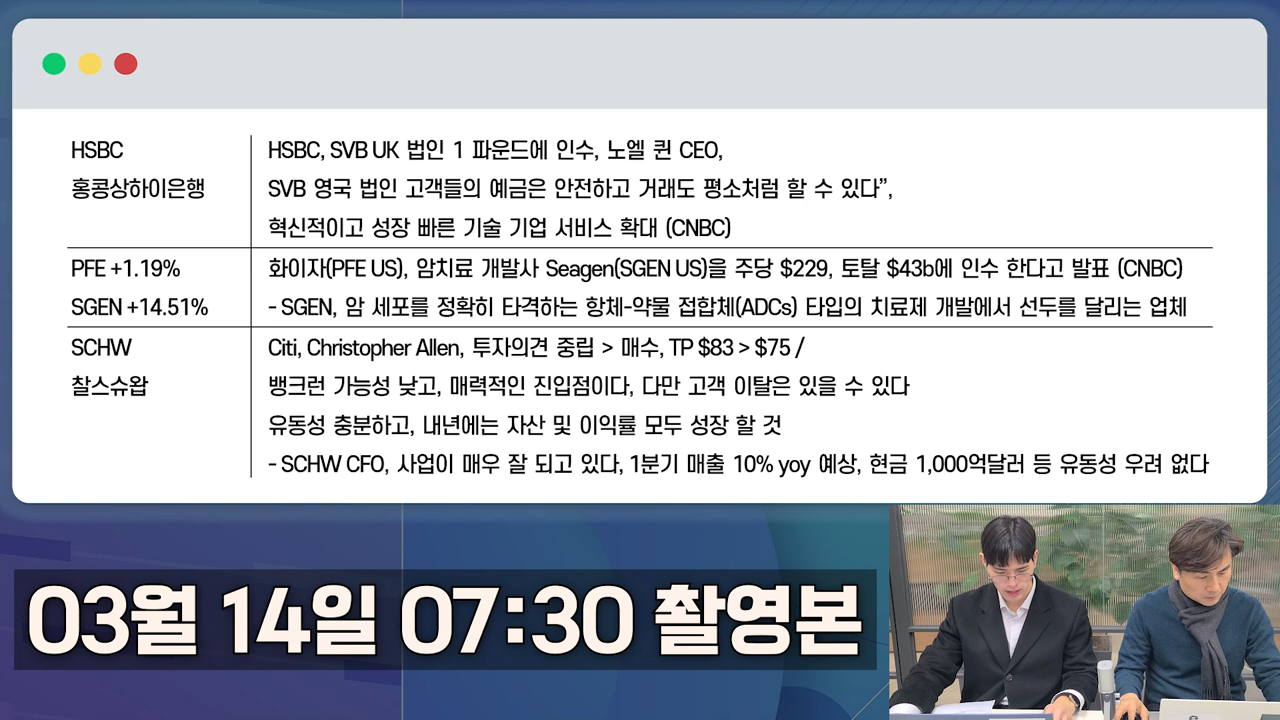 HSBC
홍콩상하이은행
HSBC, SVB UK 법인 1 파운드에 인수, 노엘 퀸 CEO,
SVB 영국 법인 고객들의 예금은 안전하고 거래도 평소처럼 할 수 있다”,
혁신적이고 성장 빠른 기술 기업 서비스 확대 (CNBC)
PFE +1.19%
SGEN +14.51%
화이자(PFE US), 암치료 개발사 Seagen(SGEN US)을 주당 $229, 토탈 $43b에 인수 한다고 발표 (CNBC)
- SGEN, 암 세포를 정확히 타격하는 항체-약물 접합체(ADCs) 타입의 치료제 개발에서 선두를 달리는 업체
SCHW
찰스슈왑
Citi, Christopher Allen, 투자의견 중립 > 매수, TP $83 > $75 /
뱅크런 가능성 낮고, 매력적인 진입점이다, 다만 고객 이탈은 있을 수 있다
유동성 충분하고, 내년에는 자산 및 이익률 모두 성장 할 것
- SCHW CFO, 사업이 매우 잘 되고 있다, 1분기 매출 10% yoy 예상, 현금 1,000억달러 등 유동성 우려 없다
03월 14일 07:30 촬영본